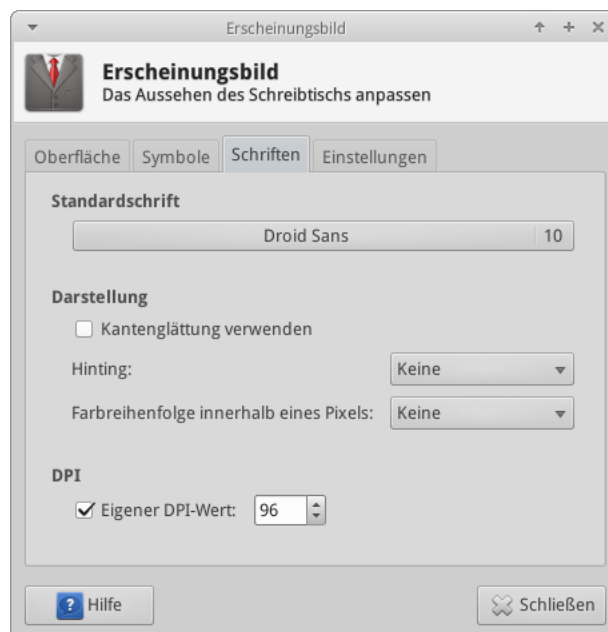 Erscheinungsbild
Erscheinungsbild
Das Aussehen des Schreibtischs anpassen
Oberfläche Symbole Schriften Einstellungen
Standardschrift
Droid Sans 10
Darstellung
Kantenglättung verwenden
Hinting: Keine
Farbreihenfolge innerhalb eines Pixels: Keine
DPI
Eigener DPI-Wert: 96
? Hilfe Schließen